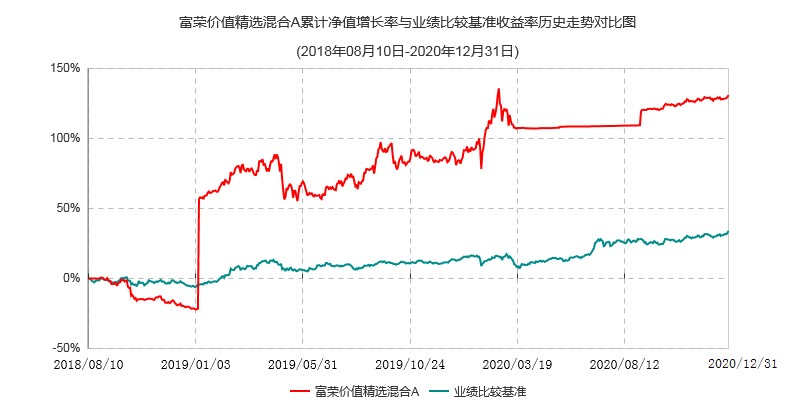 富荣价值精选混合A累计净值增长率与业绩比较基准收益率历史走势对比图
(2018年08月10日-2020年12月31日)
150%
100%
50%
0%
-50%
2018/08/10 2019/01/03 2019/05/31 2019/10/24 2020/03/19 2020/08/12 2020/12/31
富荣价值精选混合A 业绩比较基准